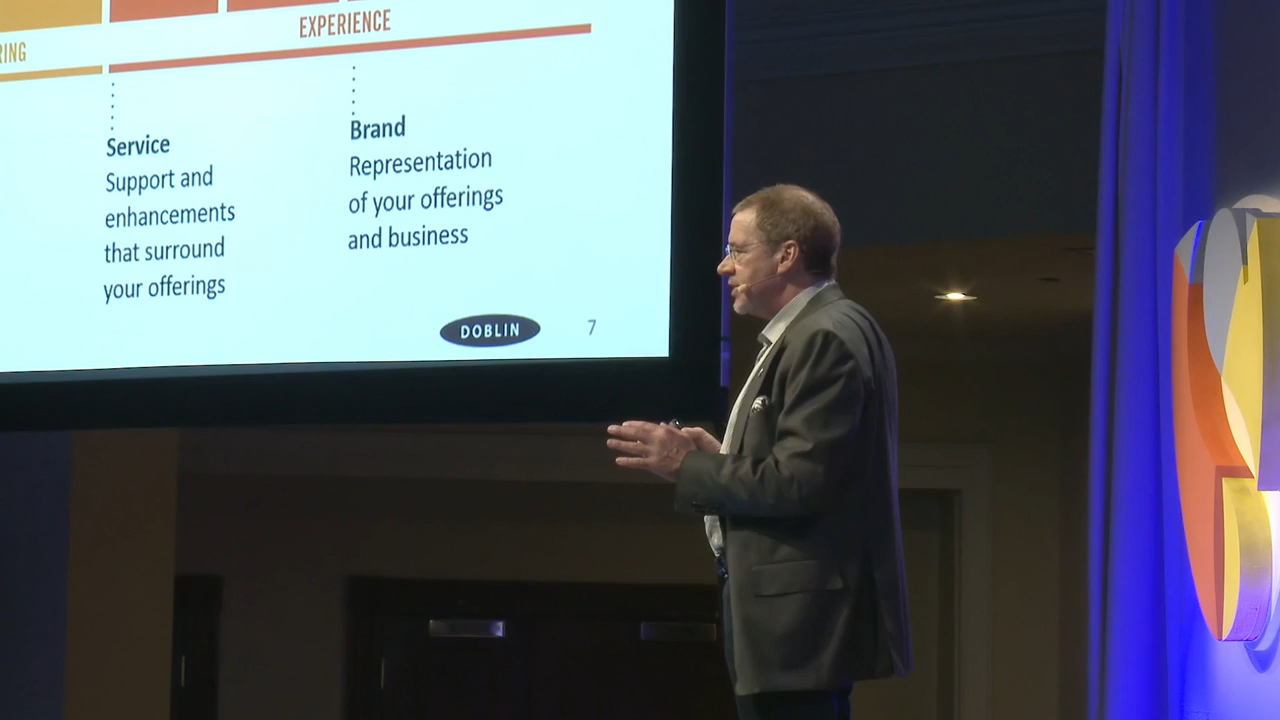 EXPERIENCE
RING
Service
Support and
enhancements
that surround
your offerings
Brand
Representation
of your offerings
and business
DOBLIN
7